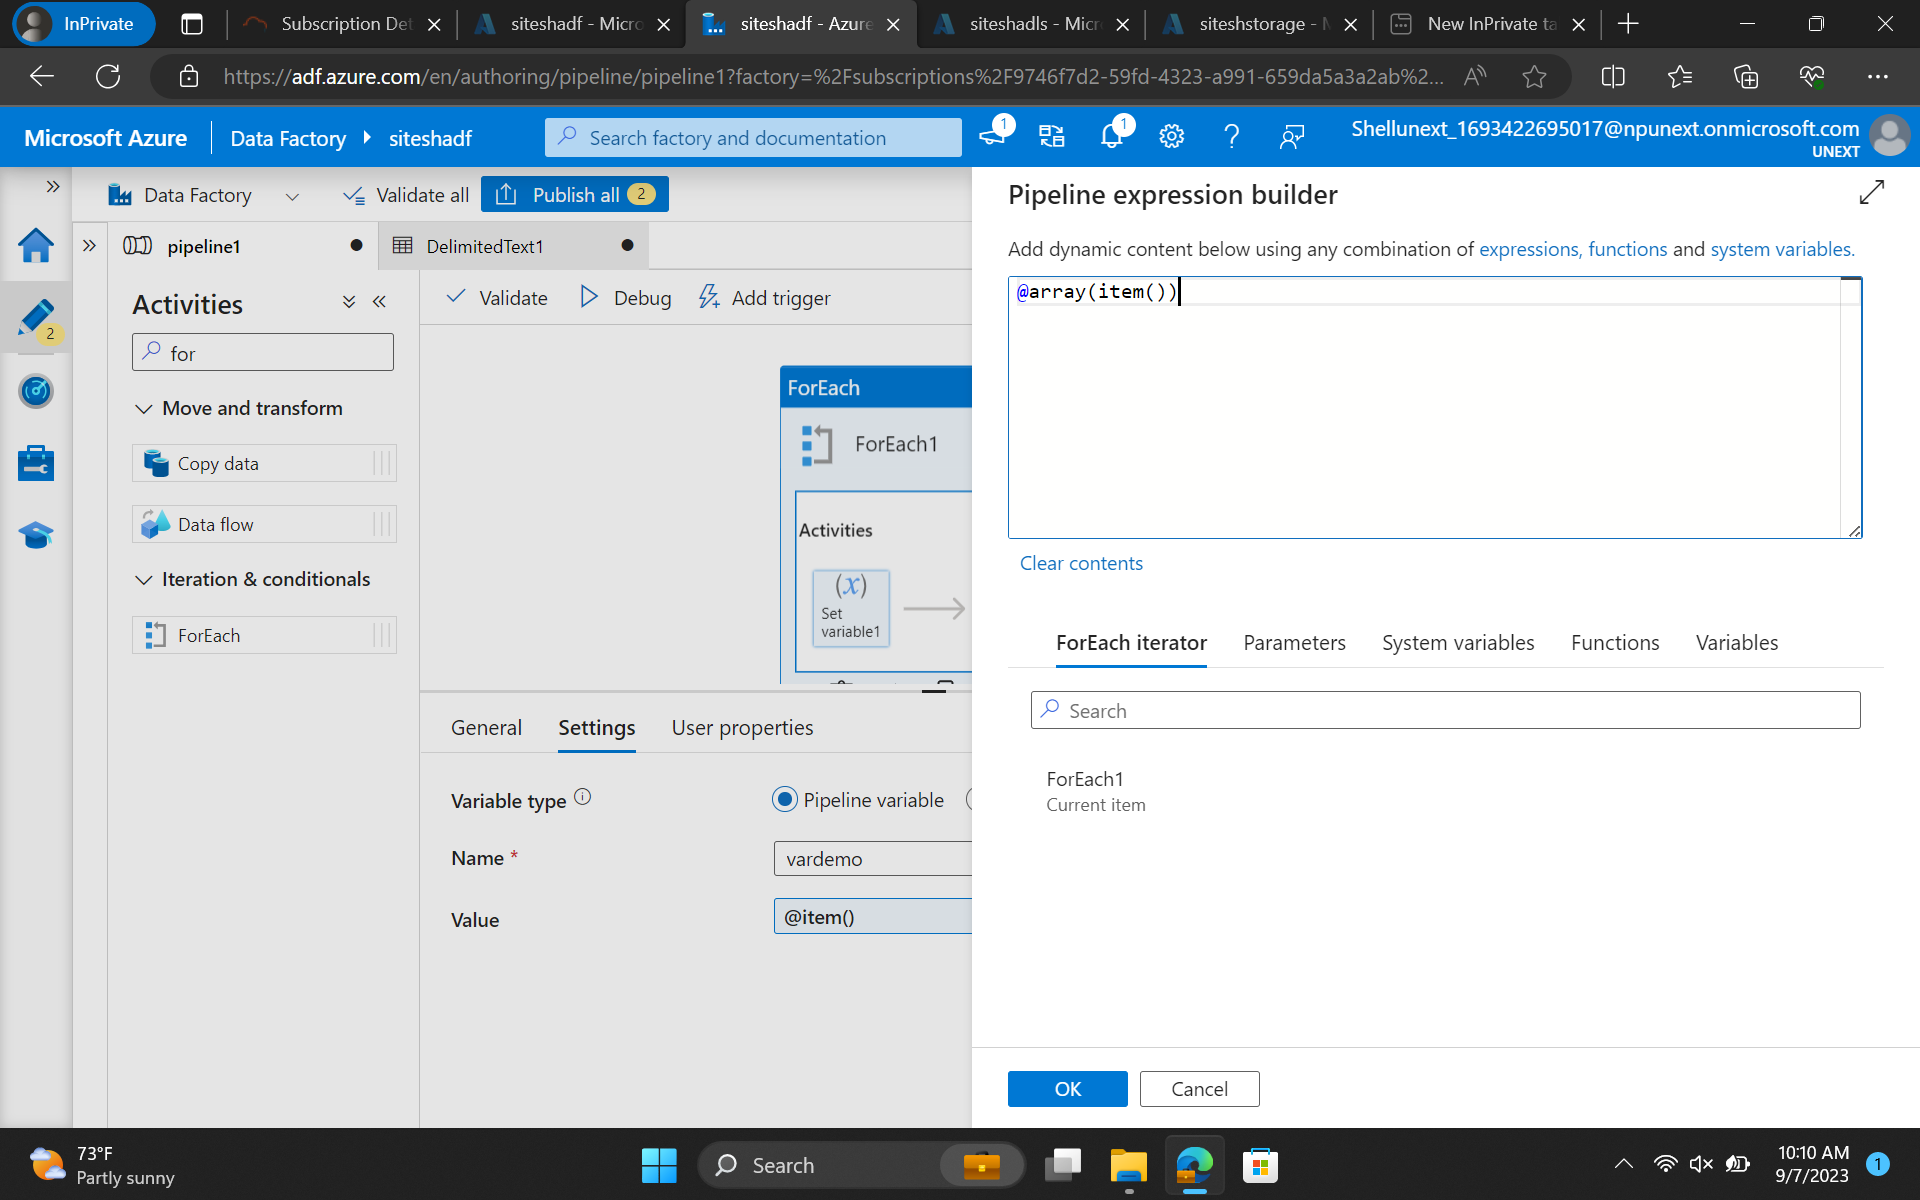 InPrivate
Subscription Det
siteshadf - Micro
siteshadf - Azure
siteshadls - Micr
siteshstorage - M
New InPrivate ta
https://adf.azure.com/en/authoring/pipeline/pipeline1?factory=%2Fsubscriptions%2F9746f7d2-59fd-4323-a991-659da5a3a2ab%2...
Microsoft Azure
Data Factory
siteshadf
Search factory and documentation
1
1
Shellunext_1693422695017@npunext.onmicrosoft.com
UNEXT
Data Factory
Validate all
Publish all 2
pipeline1
DelimitedText1
2
Activities
for
Move and transform
Copy data
Data flow
Iteration & conditionals
ForEach
Validate
Debug
Add trigger
ForEach
ForEach1
Activities
(x)
Set
variable1
General
Settings
User properties
Variable type
Pipeline variable
Name *
vardemo
Value
@item()
Pipeline expression builder
Add dynamic content below using any combination of expressions, functions and system variables.
@array(item())
Clear contents
ForEach iterator
Parameters
System variables
Functions
Variables
Search
ForEach1
Current item
OK
Cancel
73°F
Partly sunny
Search
10:10 AM
9/7/2023
1